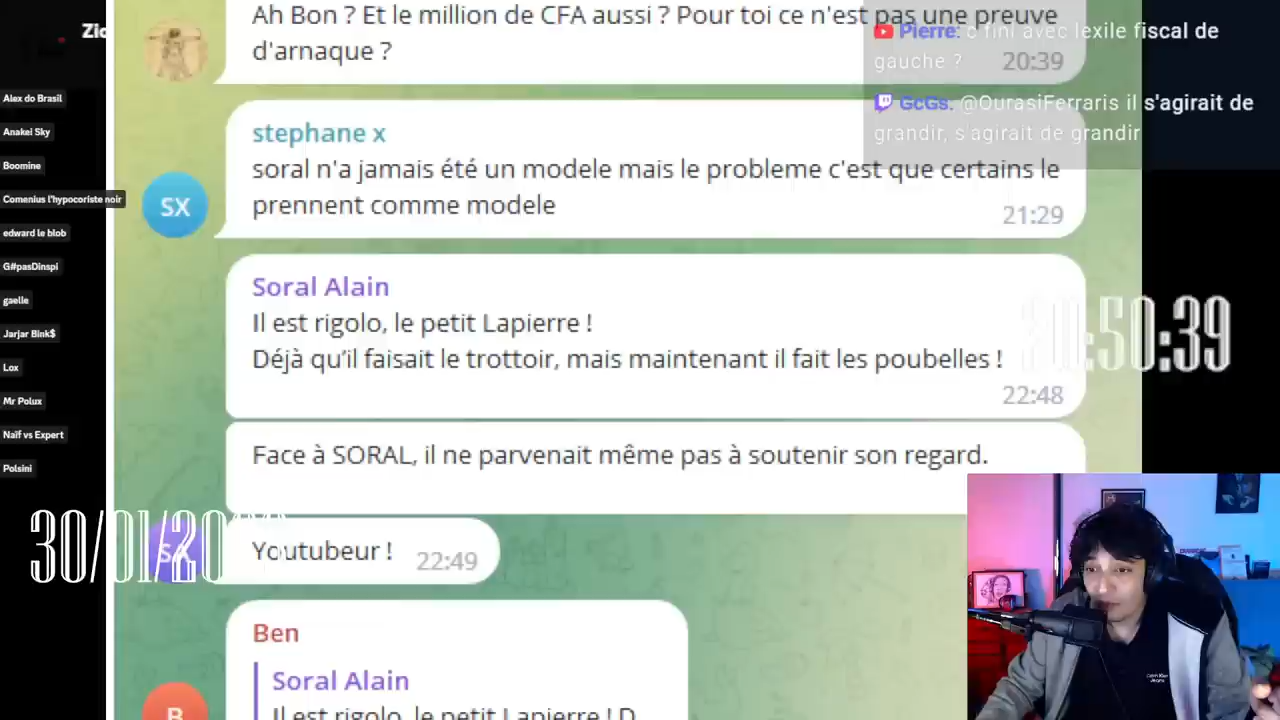 Zio
Alex do Brasil
Anakei Sky
Boomine
Comenius l'hypocoriste noir
edward le blob
G#pasDinspi
gaelle
Jarjar Bink$
Lox
Mr Polux
Naïf vs Expert
Polsini
Ah Bon ? Et le million de CFA aussi ? Pour toi ce n'est pas une preuve
d'arnaque ?
20:39
Pierre: c fini avec lexile fiscal de
gauche ?
GcGs: @OurasiFerraris il s'agirait de
grandir, s'agirait de grandir
stephane x
soral n'a jamais été un modele mais le probleme c'est que certains le
prennent comme modele
21:29
SX
Soral Alain
Il est rigolo, le petit Lapierre !
Déjà qu'il faisait le trottoir, mais maintenant il fait les poubelles !
22:48
:50:39
Face à SORAL, il ne parvenait même pas à soutenir son regard.
30/01/20
SA
Youtubeur !
22:49
Ben
Soral Alain
Il est rigolo, le petit Lapierre ! D
B